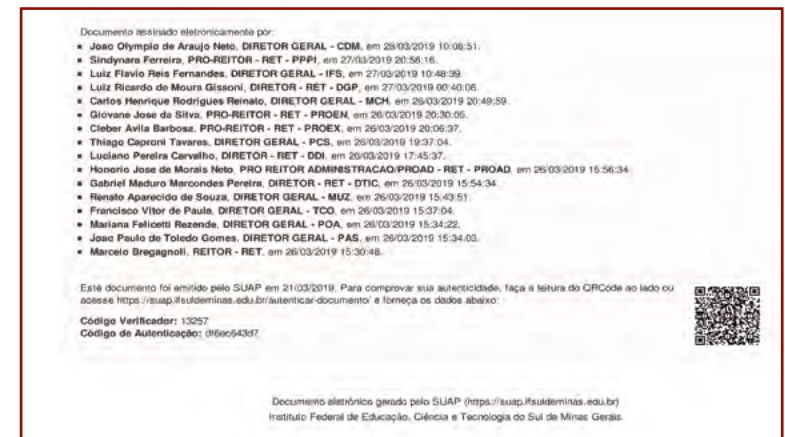 Documento assinado eletronicamente por:
■ Joao Olympio de Araujo Neto, DIRETOR GERAL - CDM, em 28/03/2019 10:08:51.
■ Sindynara Ferreira, PRO-REITOR - RET - PPPI, em 27/03/2019 20:58:16.
■ Luiz Flavio Reis Fernandes, DIRETOR GERAL - IFS, em 27/03/2019 10:48:39.
■ Luiz Ricardo de Moura Gissoni, DIRETOR - RET - DGP, em 27/03/2019 00:40:06.
■ Carlos Henrique Rodrigues Reinato, DIRETOR GERAL - MCH, em 26/03/2019 20:49:59.
■ Giovane Jose da Silva, PRO-REITOR - RET - PROEN, em 26/03/2019 20:30:05.
■ Cleber Avila Barbosa, PRO-REITOR - RET - PROEX, em 26/03/2019 20:06:37.
■ Thiago Caproni Tavares, DIRETOR GERAL - PCS, em 26/03/2019 19:37:04.
■ Luciano Pereira Carvalho, DIRETOR - RET - DDI, em 26/03/2019 17:45:37.
■ Honorio Jose de Morais Neto, PRO REITOR ADMINISTRACAO/PROAD - RET - PROAD, em 26/03/2019 15:56:34.
■ Gabriel Maduro Marcondes Pereira, DIRETOR - RET - DTIC, em 26/03/2019 15:54:34.
■ Renato Aparecido de Souza, DIRETOR GERAL - MUZ, em 26/03/2019 15:43:51.
■ Francisco Vitor de Paula, DIRETOR GERAL - TCO, em 26/03/2019 15:37:04.
■ Mariana Felicetti Rezende, DIRETOR GERAL - POA, em 26/03/2019 15:34:22.
■ Joao Paulo de Toledo Gomes, DIRETOR GERAL - PAS, em 26/03/2019 15:34:03.
■ Marcelo Bregagnoli, REITOR - RET, em 26/03/2019 15:30:48.
Este documento foi emitido pelo SUAP em 21/03/2019. Para comprovar sua autenticidade, faça a leitura do QRCode ao lado ou
acesse https://suap.ifsuldeminas.edu.br/autenticar-documento/ e forneça os dados abaixo:
Código Verificador: 13257
Código de Autenticação: df6ec643d7
Documento eletrônico gerado pelo SUAP (https://suap.ifsuldeminas.edu.br)
Instituto Federal de Educação, Ciência e Tecnologia do Sul de Minas Gerais